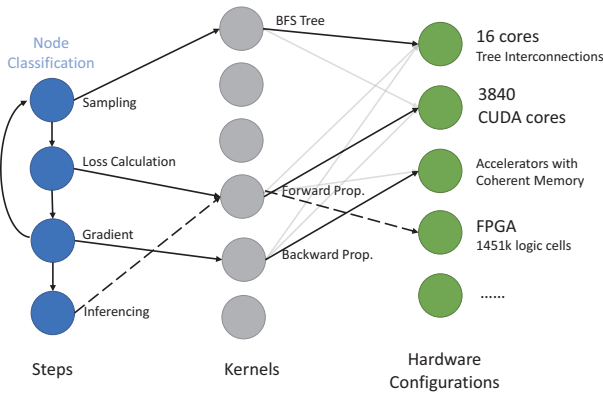 Node
Classification
Sampling
Loss Calculation
Gradient
Inferencing
Steps
BFS Tree
Forward Prop.
Backward Prop.
Kernels
16 cores
Tree Interconnections
3840
CUDA cores
Accelerators with
Coherent Memory
FPGA
1451k logic cells
......
Hardware
Configurations